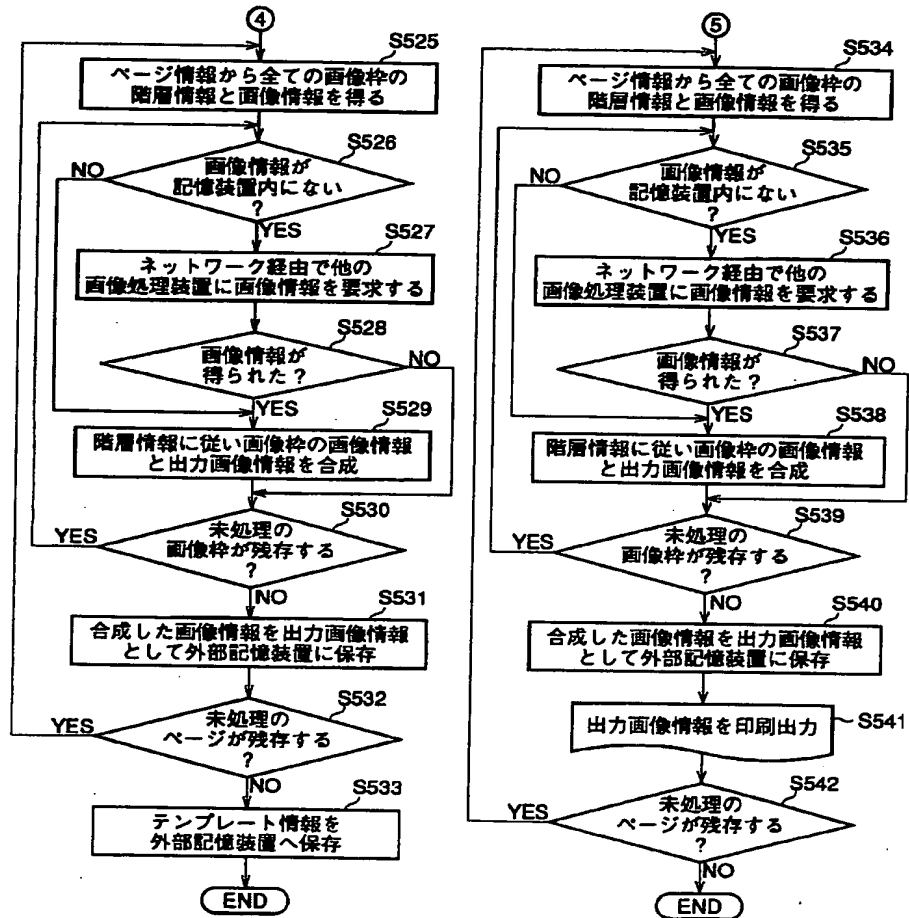 ④
S525
ページ情報から全ての画像枠の
階層情報と画像情報を得る
S526
画像情報が
記憶装置内にない
?
NO
YES
S527
ネットワーク経由で他の
画像処理装置に画像情報を要求する
S528
画像情報が
得られた?
NO
YES
S529
階層情報に従い画像枠の画像情報
と出力画像情報を合成
S530
未処理の
画像枠が残存する
?
YES
NO
S531
合成した画像情報を出力画像情報
として外部記憶装置に保存
S532
未処理の
ページが残存する
?
YES
NO
S533
テンプレート情報を
外部記憶装置へ保存
END
⑤
S534
ページ情報から全ての画像枠の
階層情報と画像情報を得る
S535
画像情報が
記憶装置内にない
?
NO
YES
S536
ネットワーク経由で他の
画像処理装置に画像情報を要求する
S537
画像情報が
得られた?
NO
YES
S538
階層情報に従い画像枠の画像情報
と出力画像情報を合成
S539
未処理の
画像枠が残存する
?
YES
NO
S540
合成した画像情報を出力画像情報
として外部記憶装置に保存
出力画像情報を印刷出力
S541
S542
未処理の
ページが残存する
?
YES
NO
END